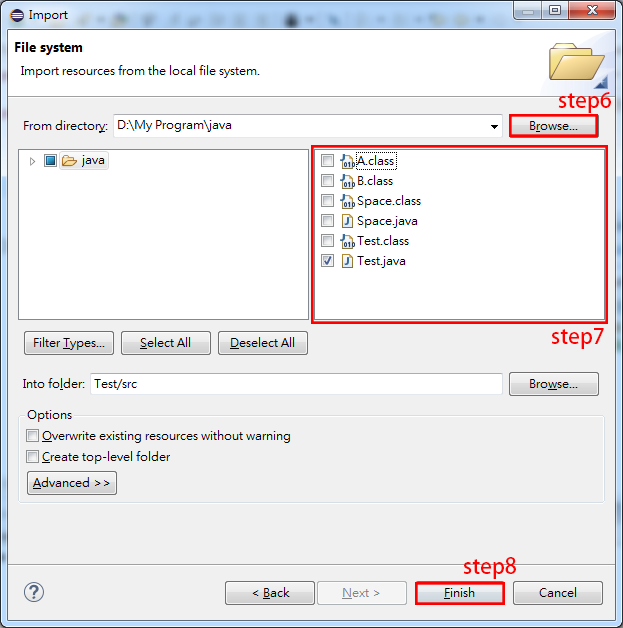 Import
File system
Import resources from the local file system.
step6
From directory: D:\My Program\java
Browse...
java
A.class
B.class
Space.class
Space.java
Test.class
Test.java
step7
Filter Types...
Select All
Deselect All
Into folder: Test/src
Browse...
Options
Overwrite existing resources without warning
Create top-level folder
Advanced >>
step8
?
< Back
Next >
Finish
Cancel